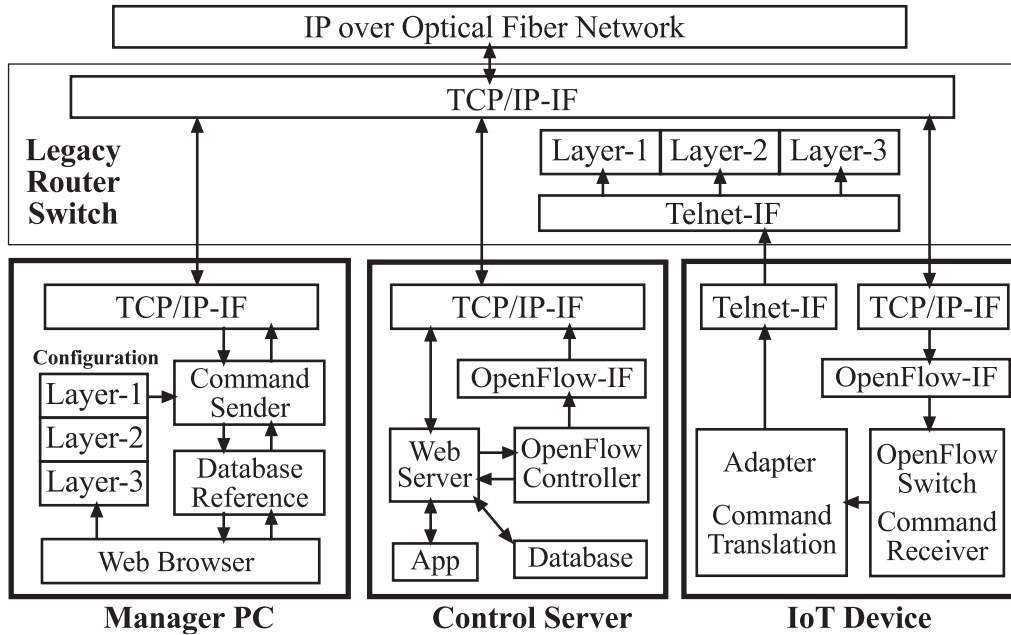 IP over Optical Fiber Network
TCP/IP-IF
Legacy
Router
Switch
Layer-1 Layer-2 Layer-3
Telnet-IF
TCP/IP-IF
Configuration
Layer-1
Layer-2
Layer-3
Command
Sender
Database
Reference
Web Browser
Manager PC
TCP/IP-IF
OpenFlow-IF
Web
Server
OpenFlow
Controller
App
Database
Control Server
Telnet-IF
TCP/IP-IF
OpenFlow-IF
Adapter
Command
Translation
OpenFlow
Switch
Command
Receiver
IoT Device